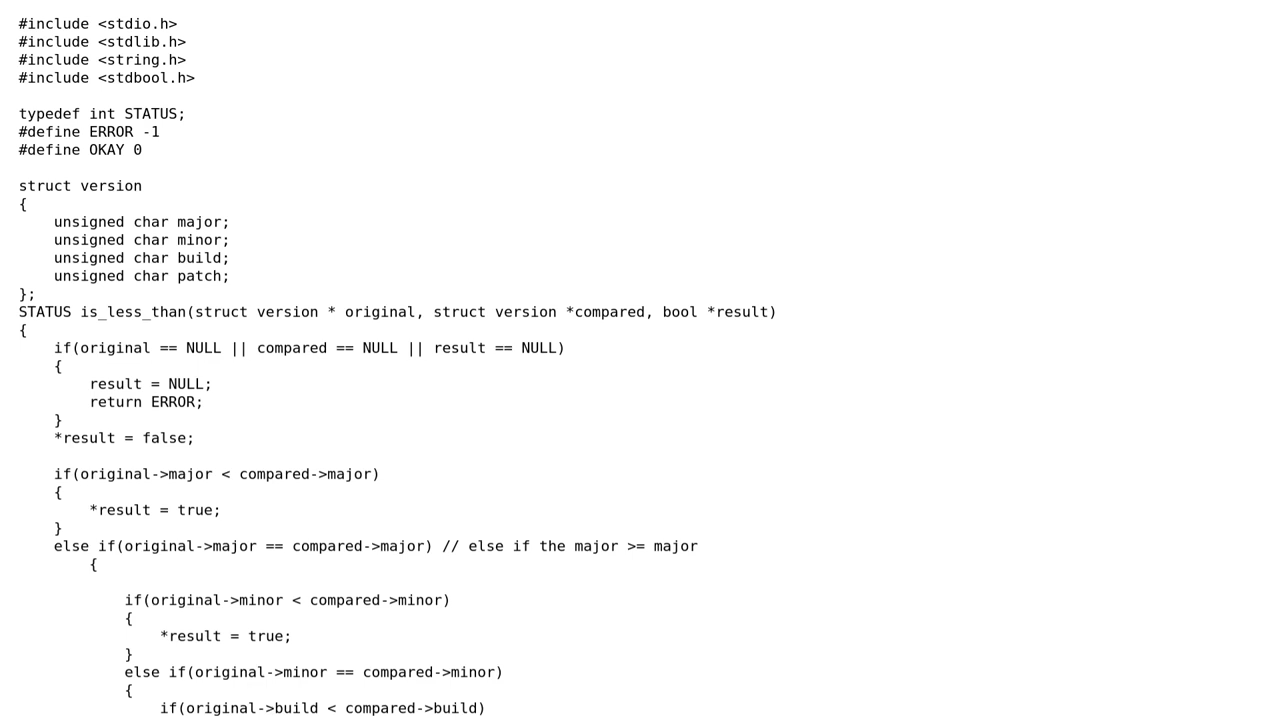 #include <stdio.h>
#include <stdlib.h>
#include <string.h>
#include <stdbool.h>

typedef int STATUS;
#define ERROR -1
#define OKAY 0

struct version
{
    unsigned char major;
    unsigned char minor;
    unsigned char build;
    unsigned char patch;
};
STATUS is_less_than(struct version * original, struct version *compared, bool *result)
{
    if(original == NULL || compared == NULL || result == NULL)
    {
        result = NULL;
        return ERROR;
    }
    *result = false;

    if(original->major < compared->major)
    {
        *result = true;
    }
    else if(original->major == compared->major) // else if the major >= major
        {

            if(original->minor < compared->minor)
            {
                *result = true;
            }
            else if(original->minor == compared->minor)
            {
                if(original->build < compared->build)